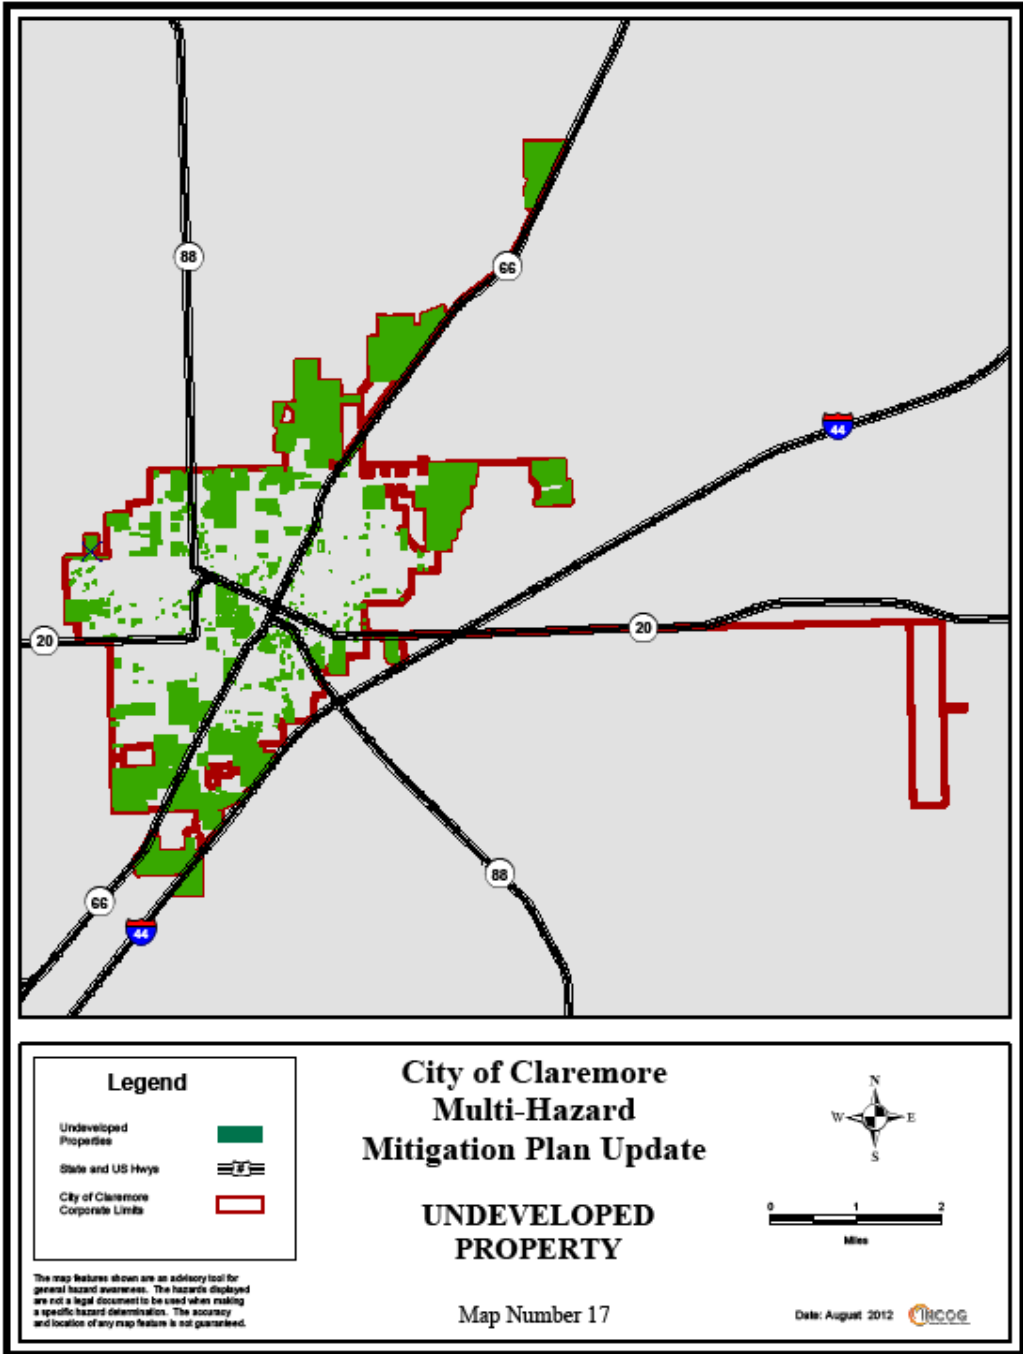 88
66
44
20
20
88
66
44
Legend
Undeveloped
Properties
State and US Hwys
#
City of Claremore
Corporate Limits
The map features shown are an advisory tool for
general hazard awareness. The hazards displayed
are not a legal document to be used when making
a specific hazard determination. The accuracy
and location of any map feature is not guaranteed.
City of Claremore
Multi-Hazard
Mitigation Plan Update
UNDEVELOPED
PROPERTY
Map Number 17
N
W E
S
0 1 2
Miles
Date: August 2012
INCOG